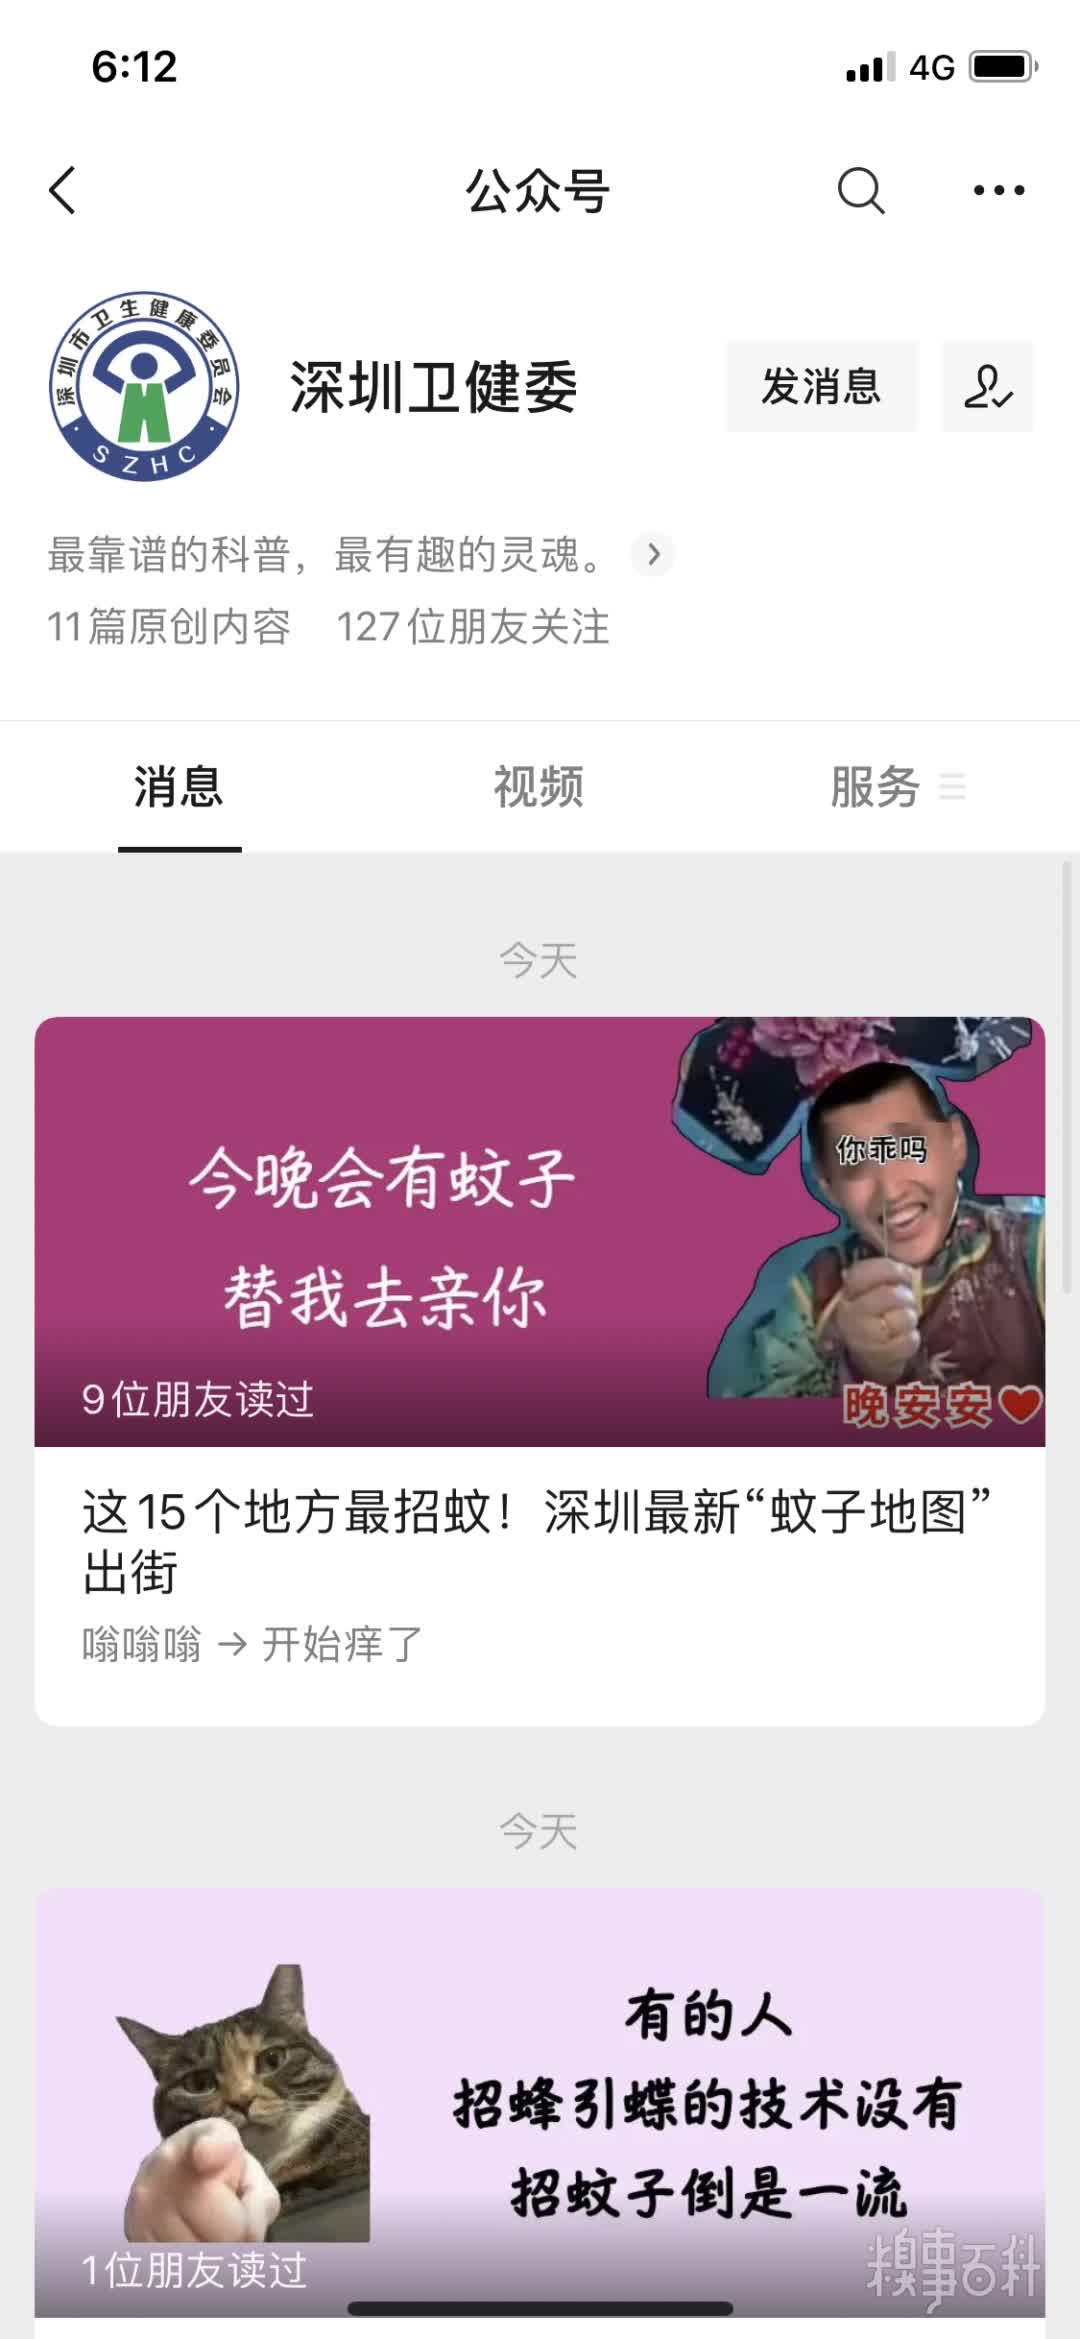 6:12
4G
公众号
深圳市卫生健康委员会
SZHC
深圳卫健委
发消息
最靠谱的科普，最有趣的灵魂。
11篇原创内容 127位朋友关注
消息 视频 服务
今天
今晚会有蚊子
替我去亲你
你乖吗
晚安安
9位朋友读过
这15个地方最招蚊！深圳最新“蚊子地图”
出街
嗡嗡嗡 → 开始痒了
今天
有的人
招蜂引蝶的技术没有
招蚊子倒是一流
1位朋友读过
糗事百科